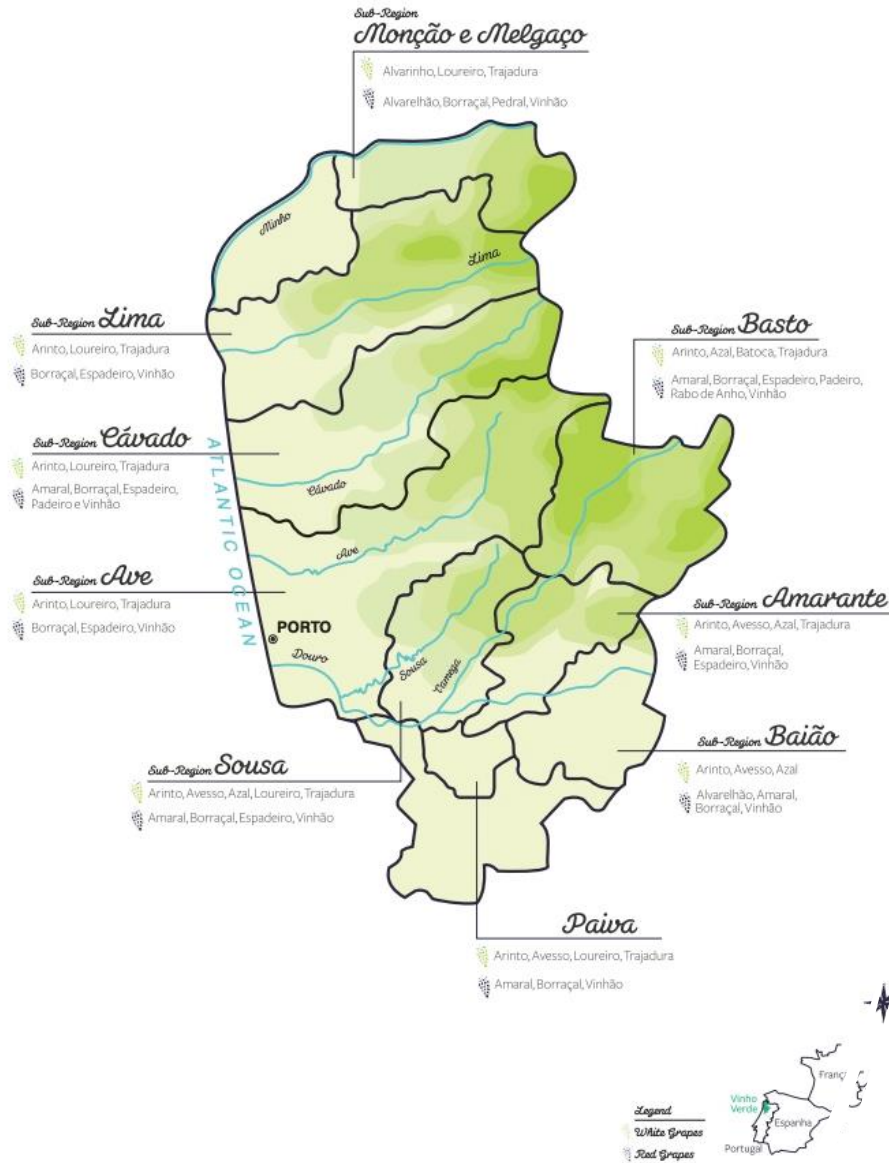 Sub-Region
Monção e Melgaço
Alvarinho, Loureiro, Trajadura
Alvarelhão, Borraçal, Pedral, Vinhão
Minho
Lima
Sub-Region Lima
Arinto, Loureiro, Trajadura
Borraçal, Espadeiro, Vinhão
Sub-Region Basto
Arinto, Azal, Batoca, Trajadura
Amaral, Borraçal, Espadeiro, Padeiro,
Rabo de Anho, Vinhão
Sub-Region Cávado
Arinto, Loureiro, Trajadura
Amaral, Borraçal, Espadeiro,
Padeiro e Vinhão
ATLANTIC OCEAN
Cávado
Ave
Sub-Region Ave
Arinto, Loureiro, Trajadura
Borraçal, Espadeiro, Vinhão
PORTO
Douro
Sousa
Tamega
Sub-Region Amarante
Arinto, Avesso, Azal, Trajadura
Amaral, Borraçal,
Espadeiro, Vinhão
Sub-Region Baião
Arinto, Avesso, Azal
Alvarelhão, Amaral,
Borraçal, Vinhão
Sub-Region Sousa
Arinto, Avesso, Azal, Loureiro, Trajadura
Amaral, Borraçal, Espadeiro, Vinhão
Paiva
Arinto, Avesso, Loureiro, Trajadura
Amaral, Borraçal, Vinhão
Franç
Vinho
Verde
Espanha
Portugal
Legend
White Grapes
Red Grapes